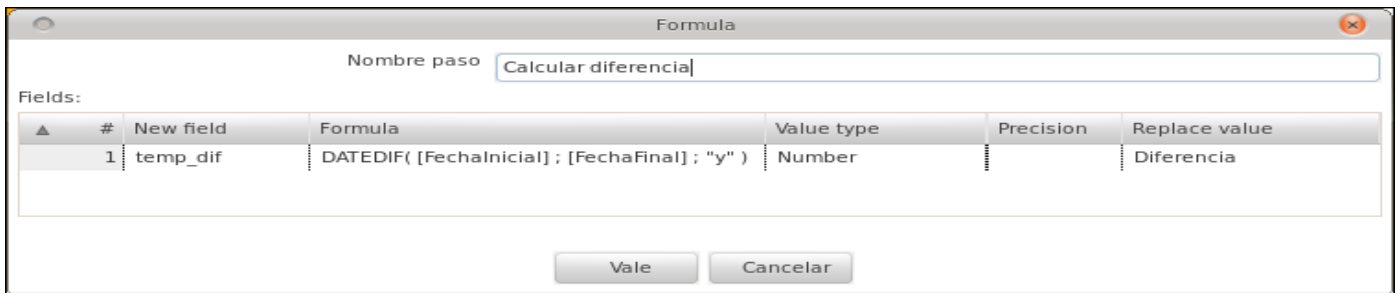 Formula
Nombre paso Calcular diferencia
Fields:
# New field Formula Value type Precision Replace value
1 temp_dif DATEDIF( [FechaInicial] ; [FechaFinal] ; "y" ) Number Diferencia
Vale Cancelar